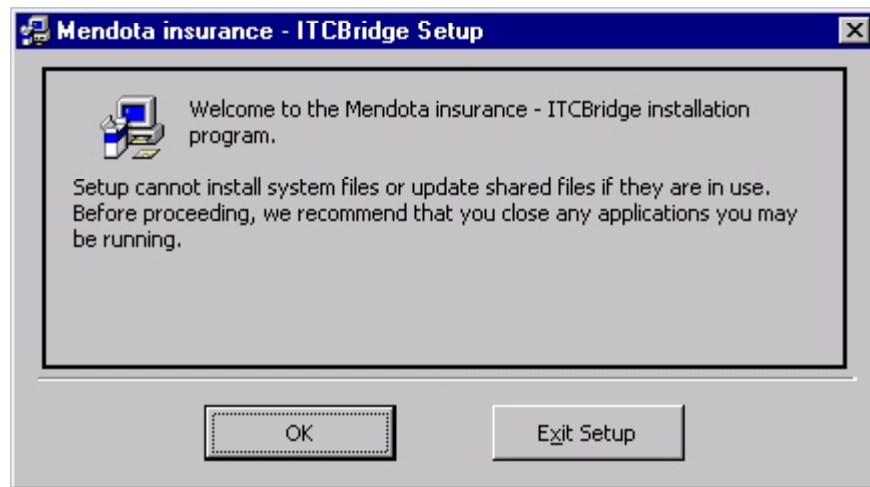 Mendota insurance - ITCBridge Setup
Welcome to the Mendota insurance - ITCBridge installation
program.
Setup cannot install system files or update shared files if they are in use.
Before proceeding, we recommend that you close any applications you may
be running.
OK
Exit Setup